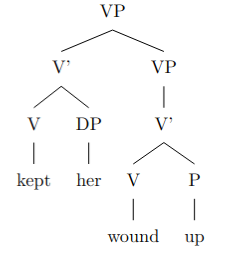 VP
V' VP
V DP V'
kept her V P
wound up